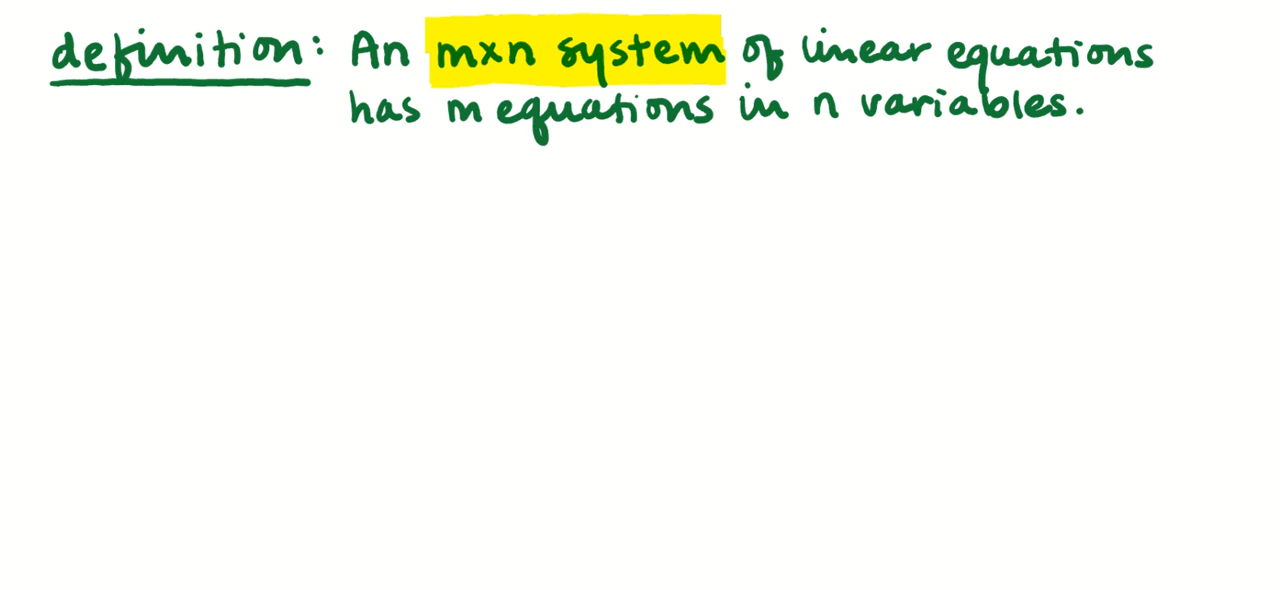 definition: An mxn system of linear equations
has m equations in n variables.